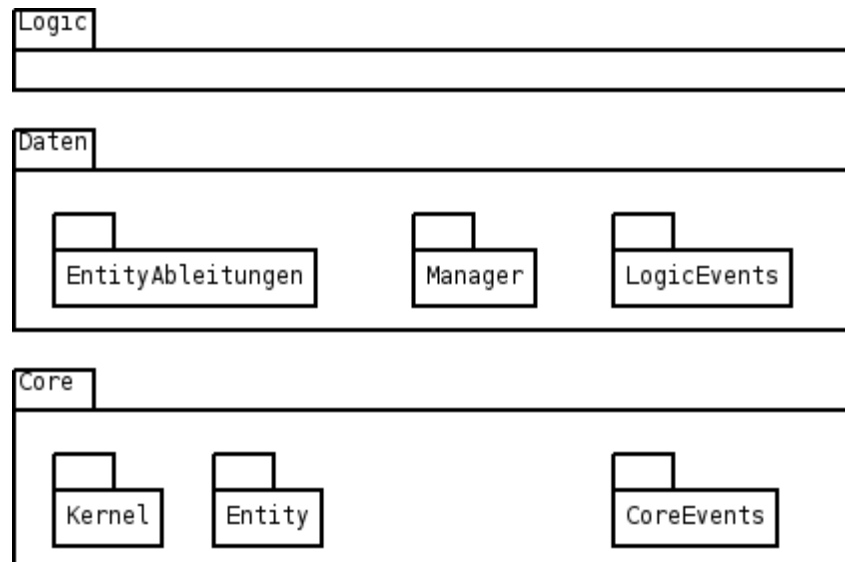 Logic
Daten
EntityAbleitungen Manager LogicEvents
Core
Kernel Entity CoreEvents